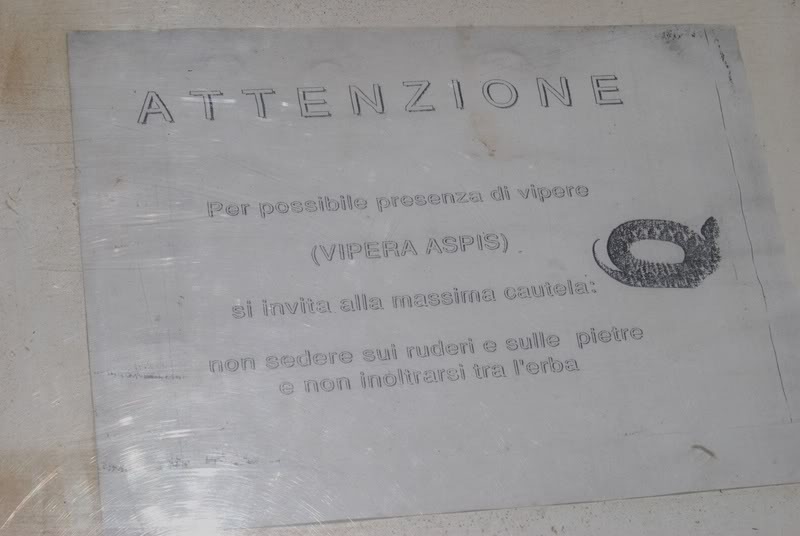 ATTENZIONE
Per possibile presenza di vipere
(VIPERA ASPIS)
si invita alla massima cautela:
non sedere sui ruderi e sulle pietre
e non inoltrarsi tra l'erba